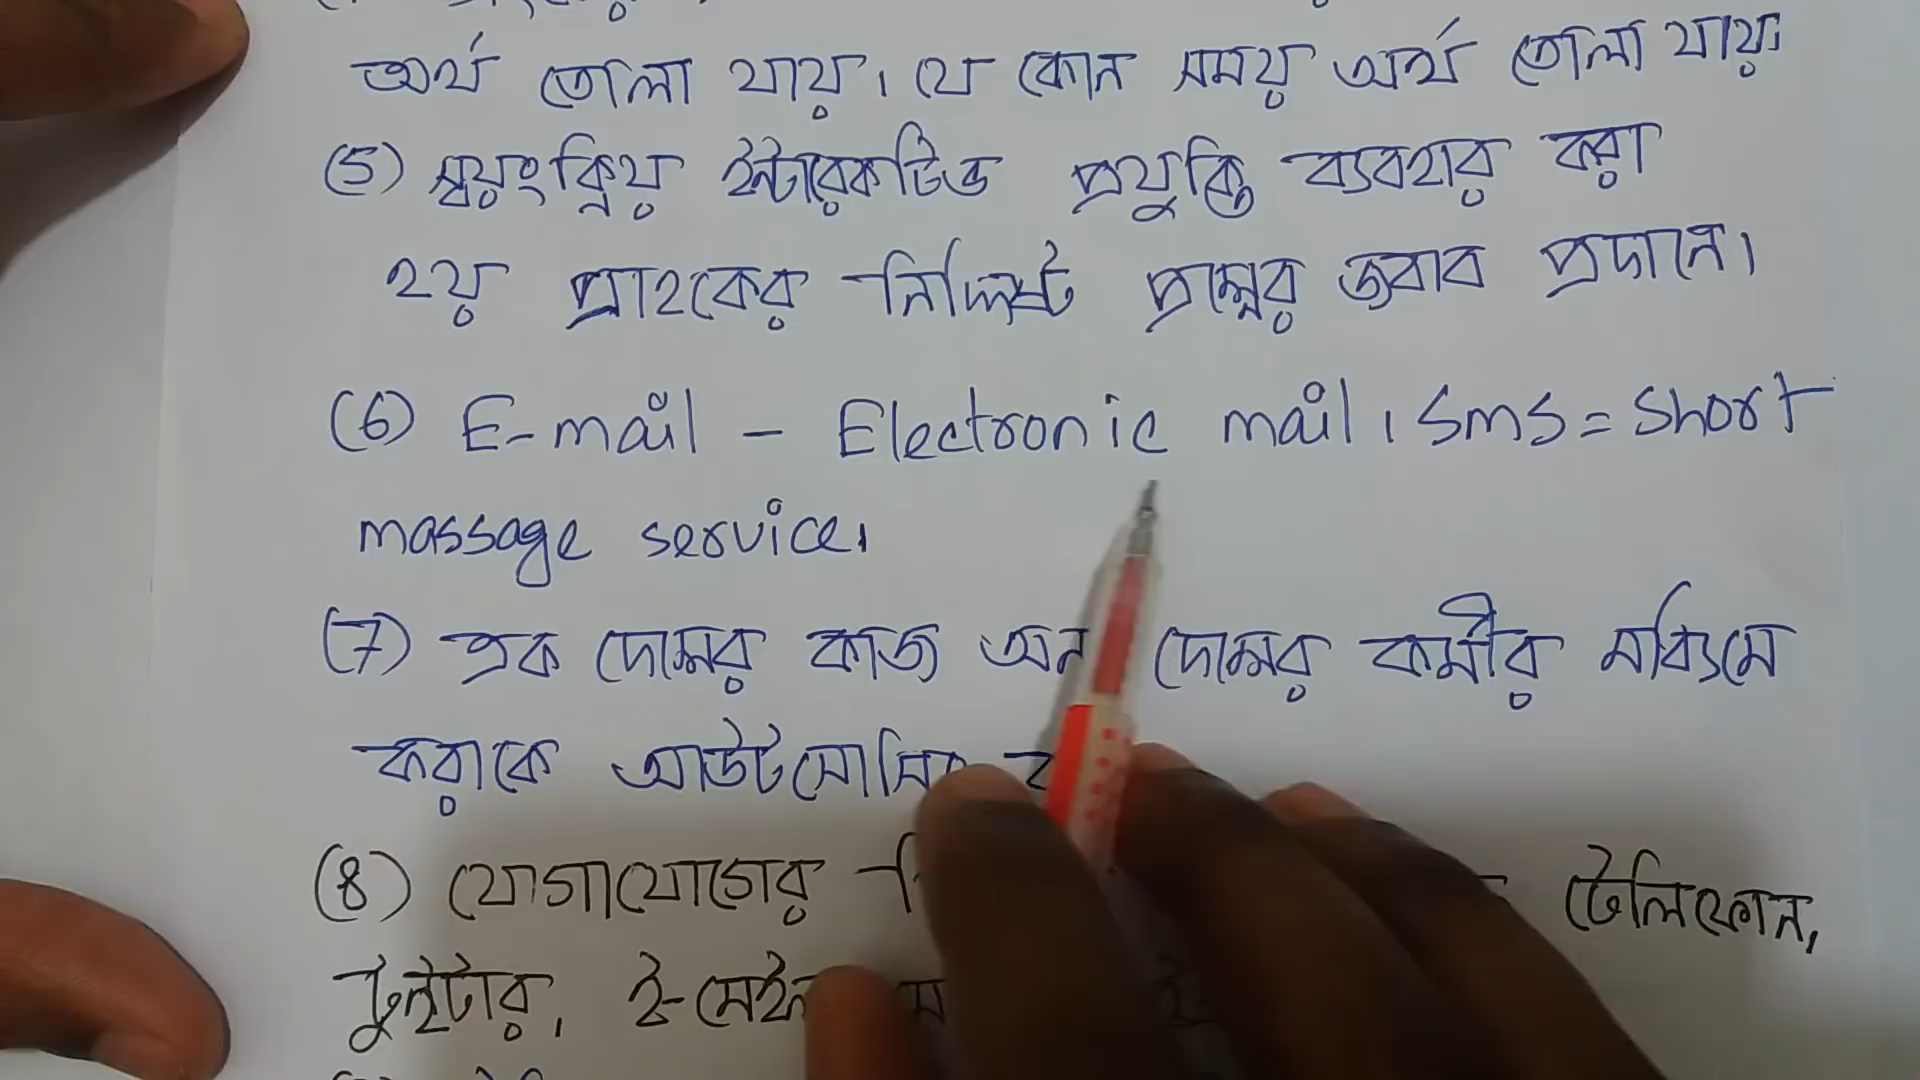 অর্থ তোলা যায়। যে কোন সময় অর্থ তোলা যায়।
(5) স্বয়ংক্রিয় ইন্টারেকটিভ প্রযুক্তি ব্যবহার করা
হয় গ্রাহকের নির্দিষ্ট প্রশ্নের জবাব প্রদানে।
(6) E-mail – Electronic mail। Sms = Short
massage service।
(7) এক দেশের কাজ অন্য দেশের কর্মীর মাধ্যমে
করাকে আউটসোর্সিং
(8) যোগাযোগের টেলিফোন,
টুইটার, ই-মেইল